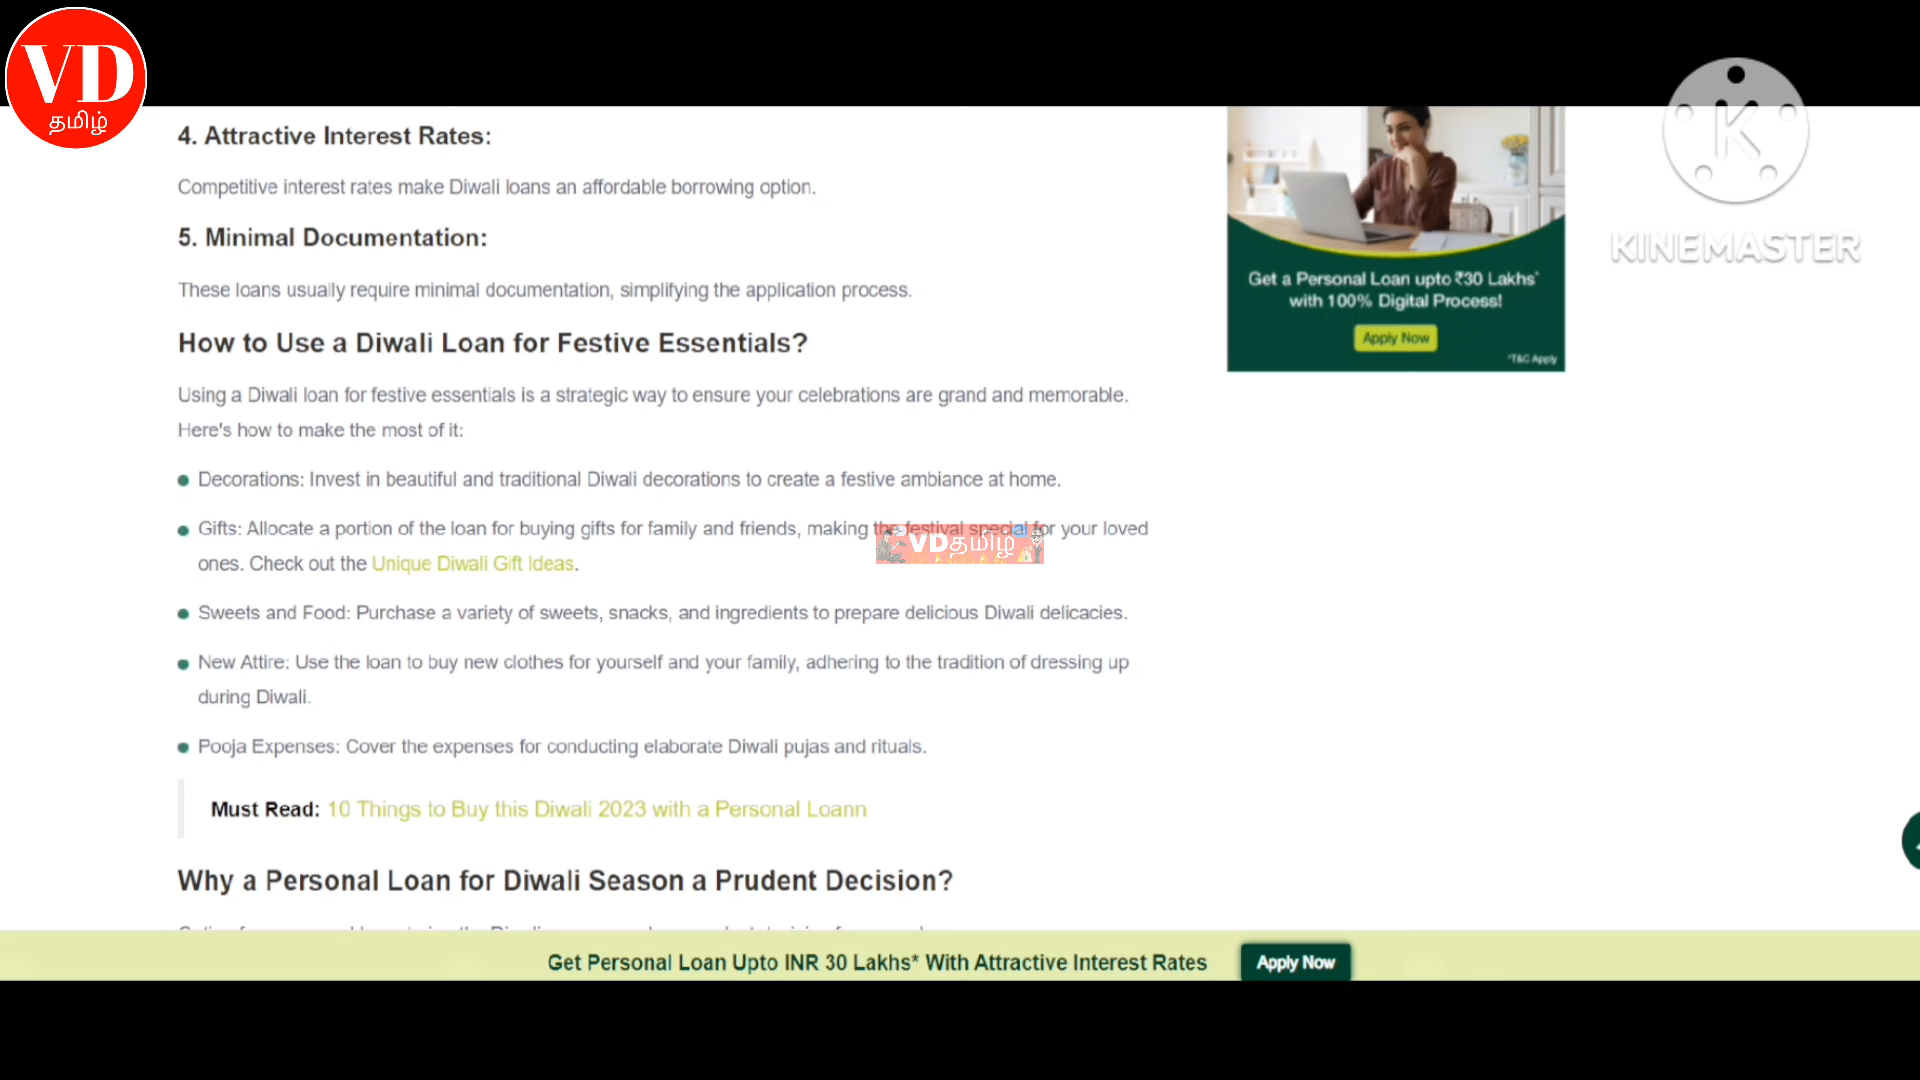 VD
தமிழ்
4. Attractive Interest Rates:
Competitive interest rates make Diwali loans an affordable borrowing option.
5. Minimal Documentation:
These loans usually require minimal documentation, simplifying the application process.
How to Use a Diwali Loan for Festive Essentials?
Using a Diwali loan for festive essentials is a strategic way to ensure your celebrations are grand and memorable.
Here's how to make the most of it:
Decorations: Invest in beautiful and traditional Diwali decorations to create a festive ambiance at home.
Gifts: Allocate a portion of the loan for buying gifts for family and friends, making the festival special for your loved
ones. Check out the Unique Diwali Gift Ideas.
VDதமிழ்
Sweets and Food: Purchase a variety of sweets, snacks, and ingredients to prepare delicious Diwali delicacies.
New Attire: Use the loan to buy new clothes for yourself and your family, adhering to the tradition of dressing up
during Diwali.
Pooja Expenses: Cover the expenses for conducting elaborate Diwali pujas and rituals.
Must Read: 10 Things to Buy this Diwali 2023 with a Personal Loann
Why a Personal Loan for Diwali Season a Prudent Decision?
Get a Personal Loan upto ₹30 Lakhs*
with 100% Digital Process!
Apply Now
*T&C Apply
K
KINEMASTER
Get Personal Loan Upto INR 30 Lakhs* With Attractive Interest Rates
Apply Now